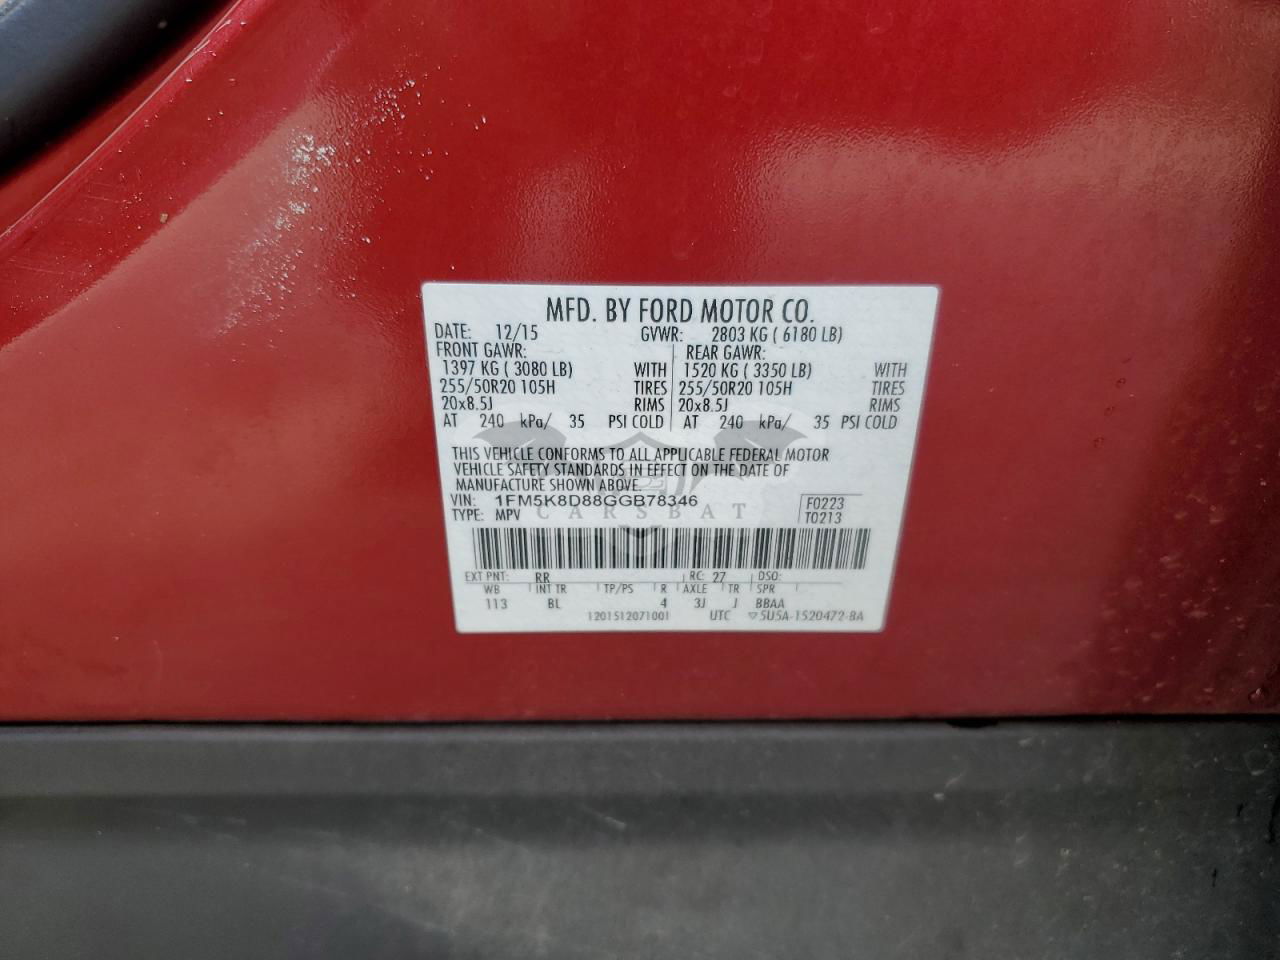 MFD. BY FORD MOTOR CO.
DATE: 12/15 GVWR: 2803 KG ( 6180 LB)
FRONT GAWR: REAR GAWR:
1397 KG ( 3080 LB) WITH 1520 KG ( 3350 LB) WITH
255/50R20 105H TIRES 255/50R20 105H TIRES
20x8.5J RIMS 20x8.5J RIMS
AT 240 kPa/ 35 PSI COLD AT 240 kPa/ 35 PSI COLD
THIS VEHICLE CONFORMS TO ALL APPLICABLE FEDERAL MOTOR
VEHICLE SAFETY STANDARDS IN EFFECT ON THE DATE OF
MANUFACTURE SHOWN ABOVE.
VIN: 1FM5K8D88GGB78346 F0223
TYPE: MPV T0213
CARSBAT
EXT PNT: RR RC: 27 DSO:
WB INT TR TP/PS R AXLE TR SPR
113 BL 4 3J J BBAA
1201512071001 UTC ▽5U5A-1520472-BA